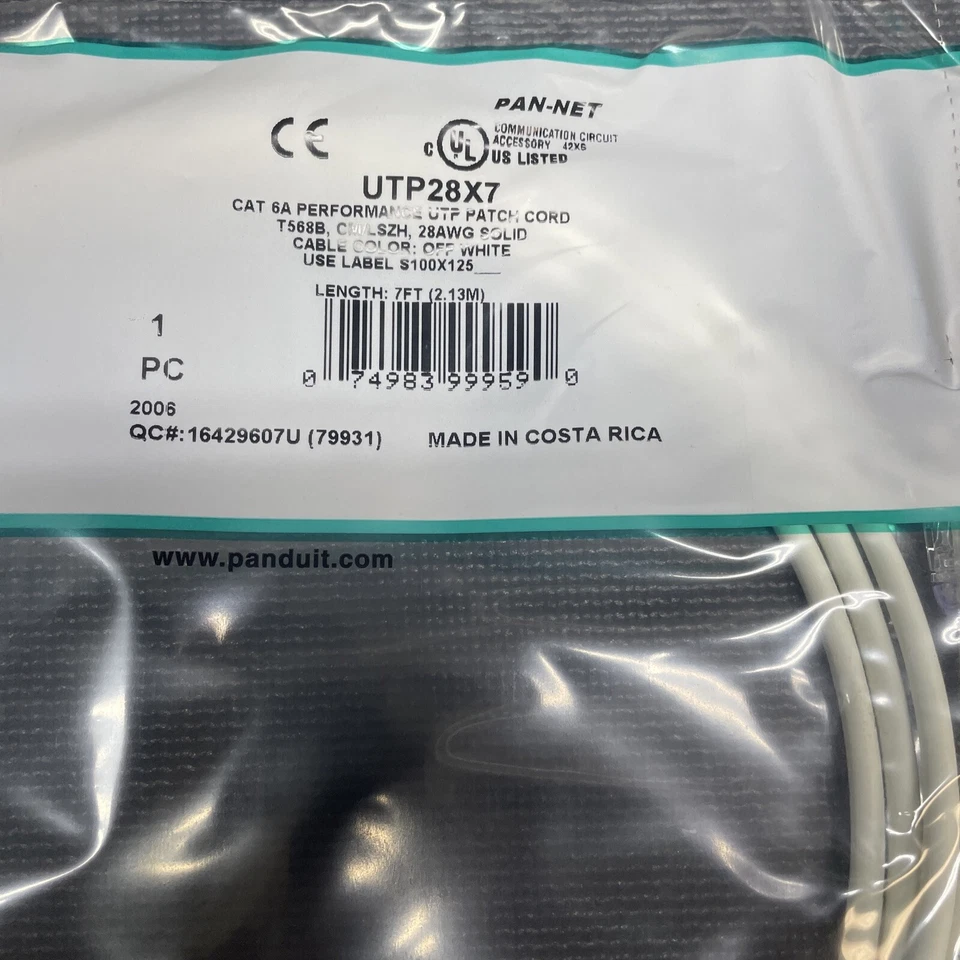 CE
PAN-NET
C UL US LISTED
COMMUNICATION CIRCUIT
ACCESSORY 42X6
UTP28X7
CAT 6A PERFORMANCE UTP PATCH CORD
T568B, CM/LSZH, 28AWG SOLID
CABLE COLOR: OFF WHITE
USE LABEL S100X125___
LENGTH: 7FT (2.13M)
0 74983 99959 0
1
PC
2006
QC#:16429607U (79931)
MADE IN COSTA RICA
www.panduit.com